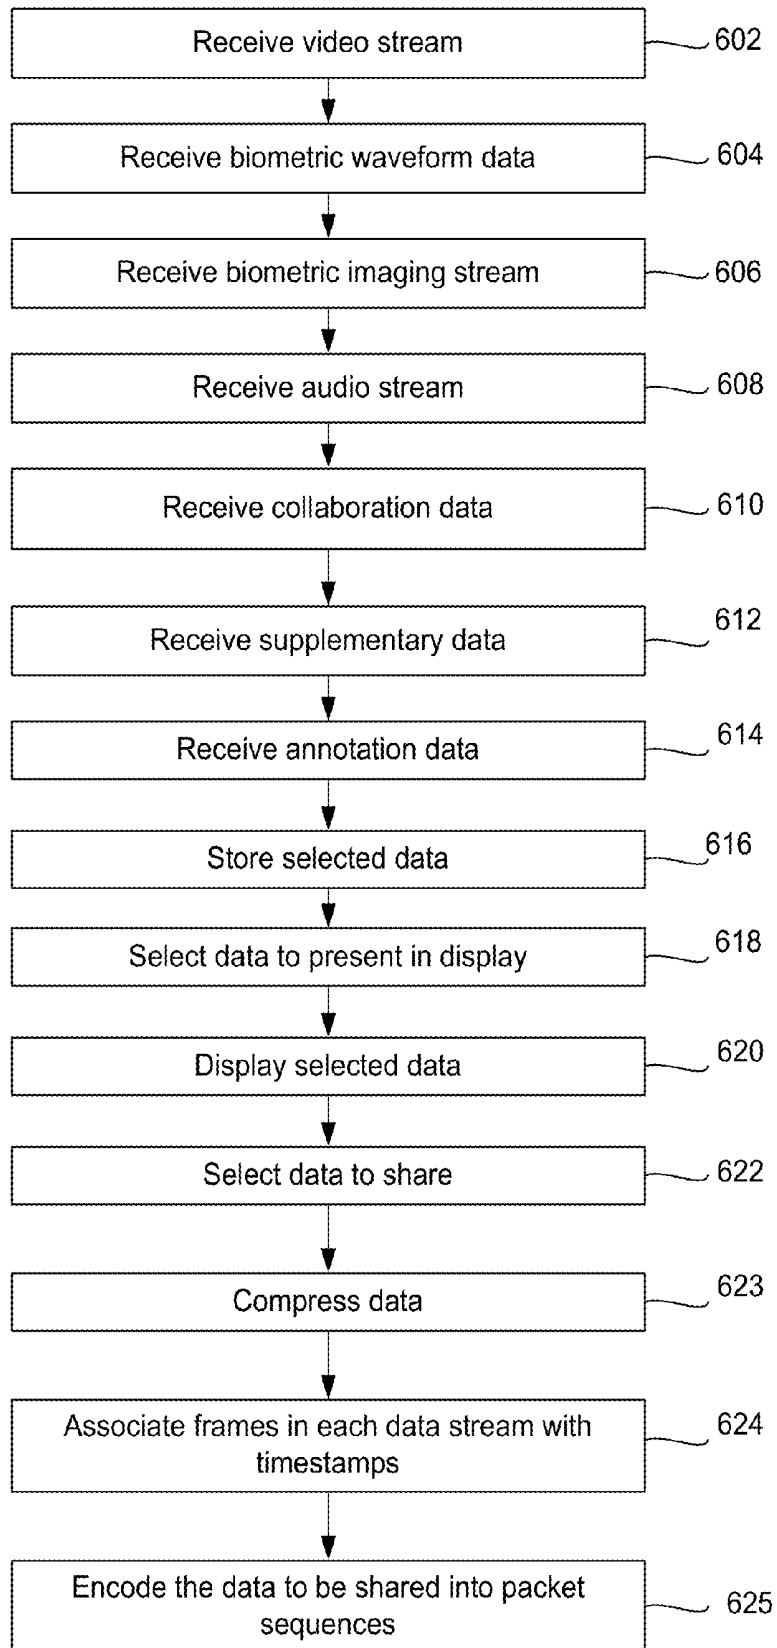 Receive video stream
602
Receive biometric waveform data
604
Receive biometric imaging stream
606
Receive audio stream
608
Receive collaboration data
610
Receive supplementary data
612
Receive annotation data
614
Store selected data
616
Select data to present in display
618
Display selected data
620
Select data to share
622
Compress data
623
Associate frames in each data stream with
timestamps
624
Encode the data to be shared into packet
sequences
625